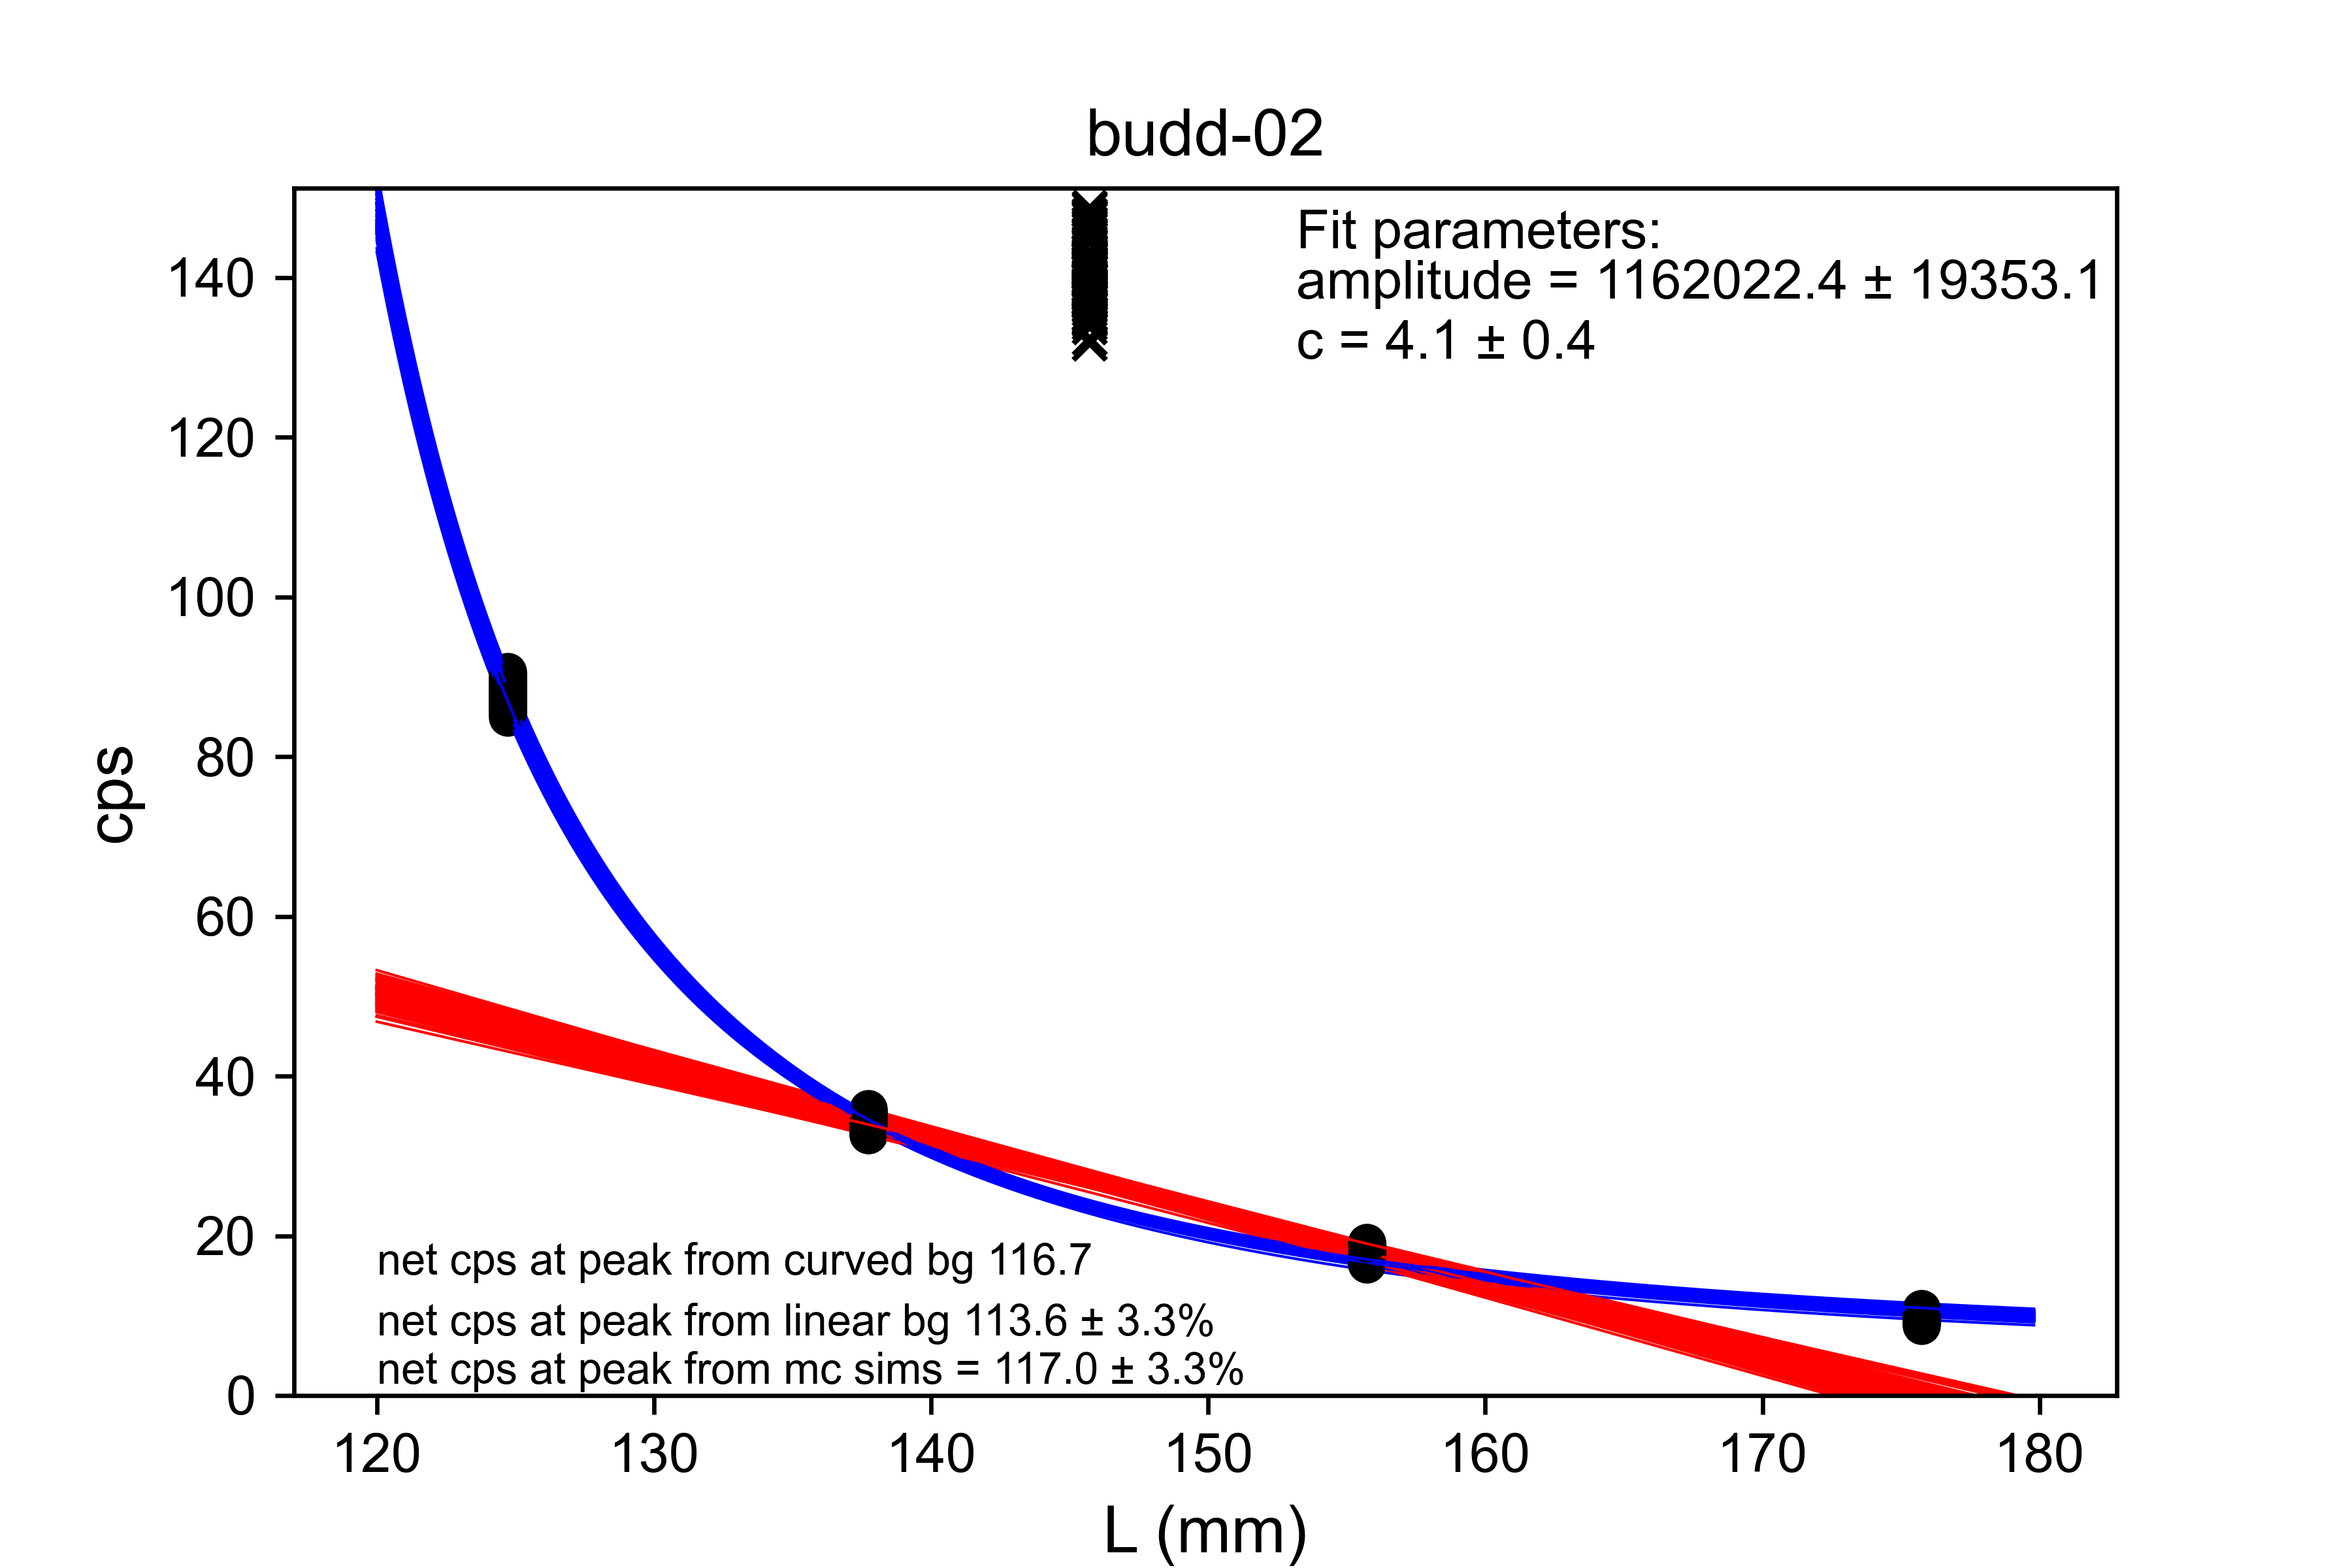 budd-02
Fit parameters:
amplitude = 1162022.4 ± 19353.1
c = 4.1 ± 0.4
cps
140
120
100
80
60
40
20
0
net cps at peak from curved bg 116.7
net cps at peak from linear bg 113.6 ± 3.3%
net cps at peak from mc sims = 117.0 ± 3.3%
120 130 140 150 160 170 180
L (mm)